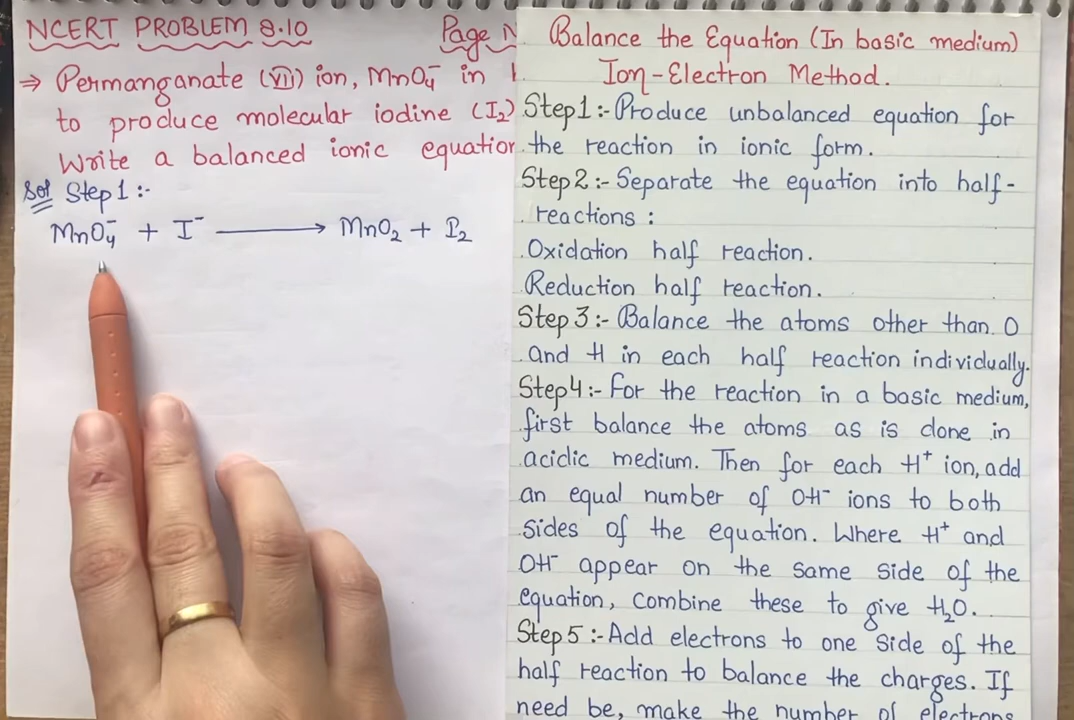 NCERT PROBLEM 8.10
Page N
⇒ Permanganate (VII) ion, MnO₄⁻ in
to produce molecular iodine (I₂)
Write a balanced ionic equation
Sol Step 1:-
MnO₄⁻ + I⁻ ⟶ MnO₂ + I₂
Balance the Equation (In basic medium)
Ion-Electron Method.
Step 1:- Produce unbalanced equation for
the reaction in ionic form.
Step 2:- Separate the equation into half-
reactions :
Oxidation half reaction.
Reduction half reaction.
Step 3:- Balance the atoms other than O
and H in each half reaction individually.
Step 4:- For the reaction in a basic medium,
first balance the atoms as is done in
acidic medium. Then for each H⁺ ion, add
an equal number of OH⁻ ions to both
sides of the equation. Where H⁺ and
OH⁻ appear on the same side of the
equation, combine these to give H₂O.
Step 5:- Add electrons to one side of the
half reaction to balance the charges. If
need be, make the number of electrons